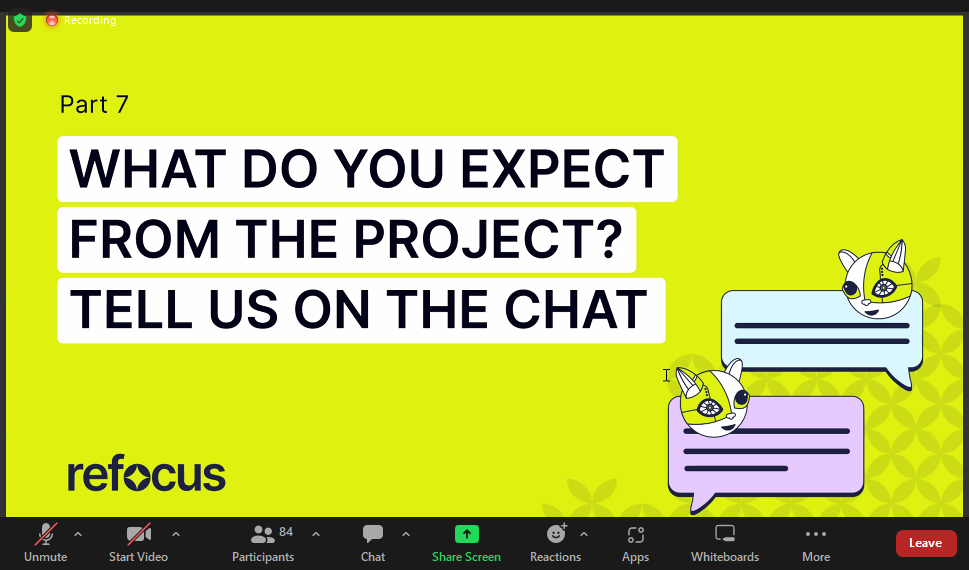 Recording
Part 7
WHAT DO YOU EXPECT
FROM THE PROJECT?
TELL US ON THE CHAT
refocus
84
Unmute
Start Video
Participants
Chat
Share Screen
Reactions
Apps
Whiteboards
More
Leave